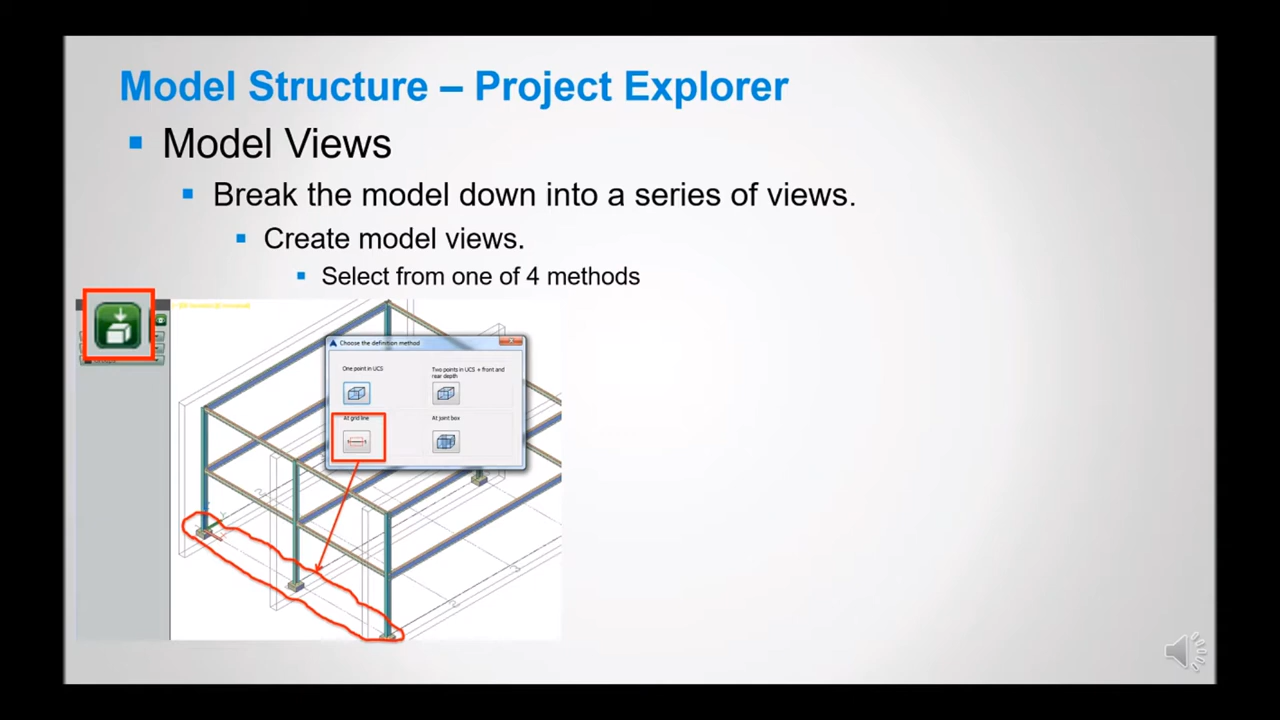 Model Structure – Project Explorer
Model Views
Break the model down into a series of views.
Create model views.
Select from one of 4 methods
Choose the definition method
One point in UCS
Two points in UCS + front and
rear depth
At grid line
At joint box